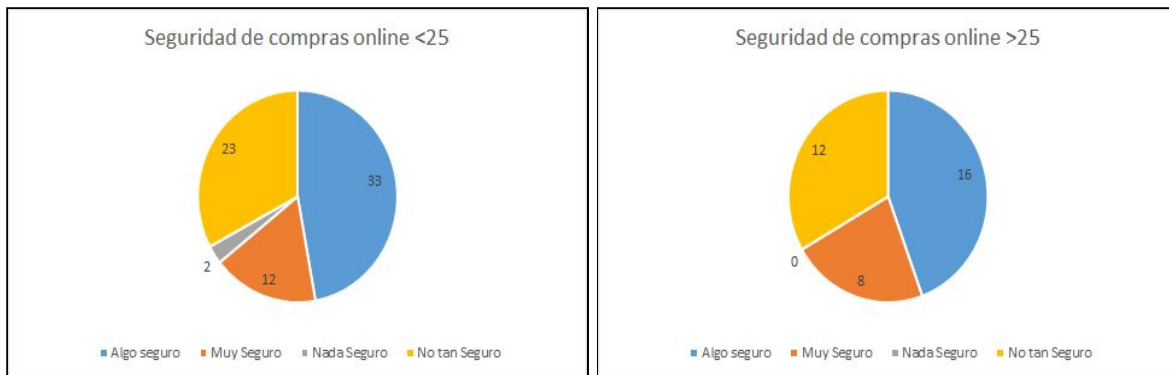 Seguridad de compras online <25
23
33
2
12
Algo seguro Muy Seguro Nada Seguro No tan Seguro
Seguridad de compras online >25
12
16
0
8
Algo seguro Muy Seguro Nada Seguro No tan Seguro